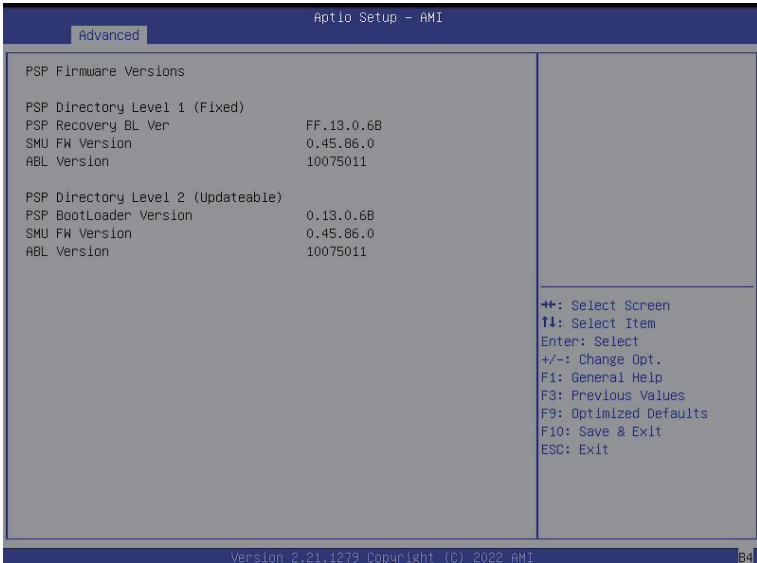 Aptio Setup – AMI
Advanced
PSP Firmware Versions
PSP Directory Level 1 (Fixed)
PSP Recovery BL Ver FF.13.0.6B
SMU FW Version 0.45.86.0
ABL Version 10075011
PSP Directory Level 2 (Updateable)
PSP BootLoader Version 0.13.0.6B
SMU FW Version 0.45.86.0
ABL Version 10075011
→←: Select Screen
↑↓: Select Item
Enter: Select
+/-: Change Opt.
F1: General Help
F3: Previous Values
F9: Optimized Defaults
F10: Save & Exit
ESC: Exit
Version 2.21.1279 Copyright (C) 2022 AMI
B4